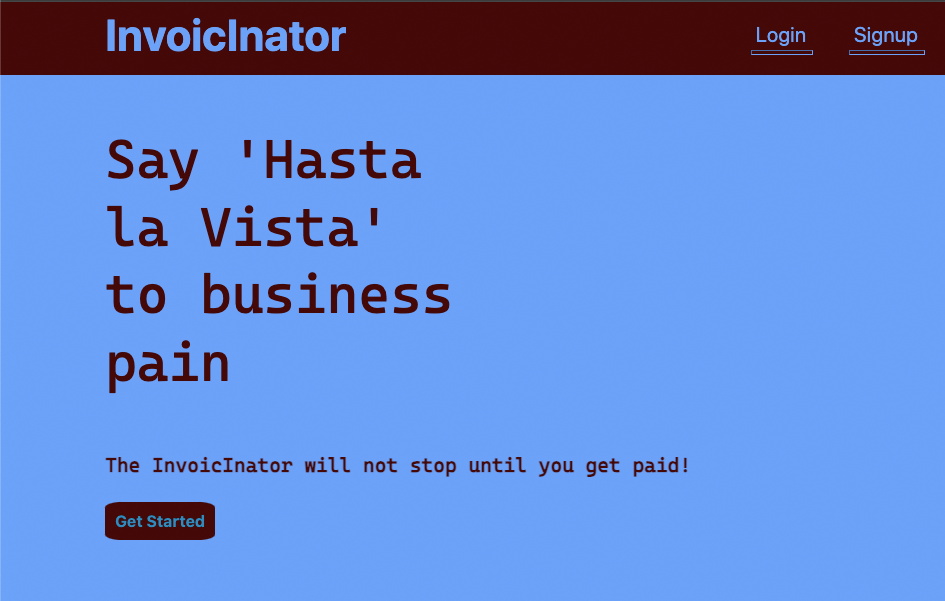 InvoicInator
Login
Signup
Say 'Hasta
la Vista'
to business
pain
The InvoicInator will not stop until you get paid!
Get Started